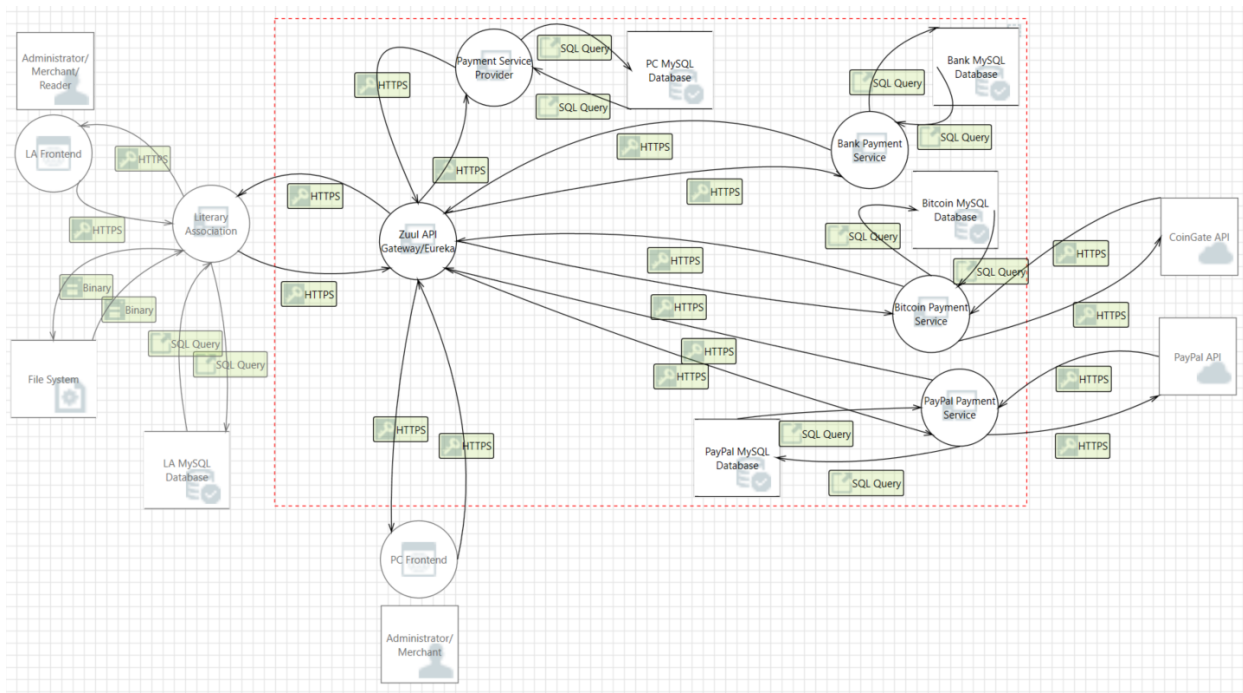 Administrator/
Merchant/
Reader
LA Frontend
HTTPS
HTTPS
Literary
Association
Binary
Binary
File System
SQL Query
SQL Query
LA MySQL
Database
HTTPS
HTTPS
Payment Service
Provider
SQL Query
SQL Query
PC MySQL
Database
HTTPS
HTTPS
Zuul API
Gateway/Eureka
Bank MySQL
Database
SQL Query
SQL Query
Bank Payment
Service
HTTPS
HTTPS
Bitcoin MySQL
Database
SQL Query
SQL Query
Bitcoin Payment
Service
HTTPS
HTTPS
CoinGate API
HTTPS
HTTPS
PayPal API
HTTPS
HTTPS
PayPal Payment
Service
HTTPS
HTTPS
PayPal MySQL
Database
SQL Query
SQL Query
HTTPS
HTTPS
PC Frontend
Administrator/
Merchant